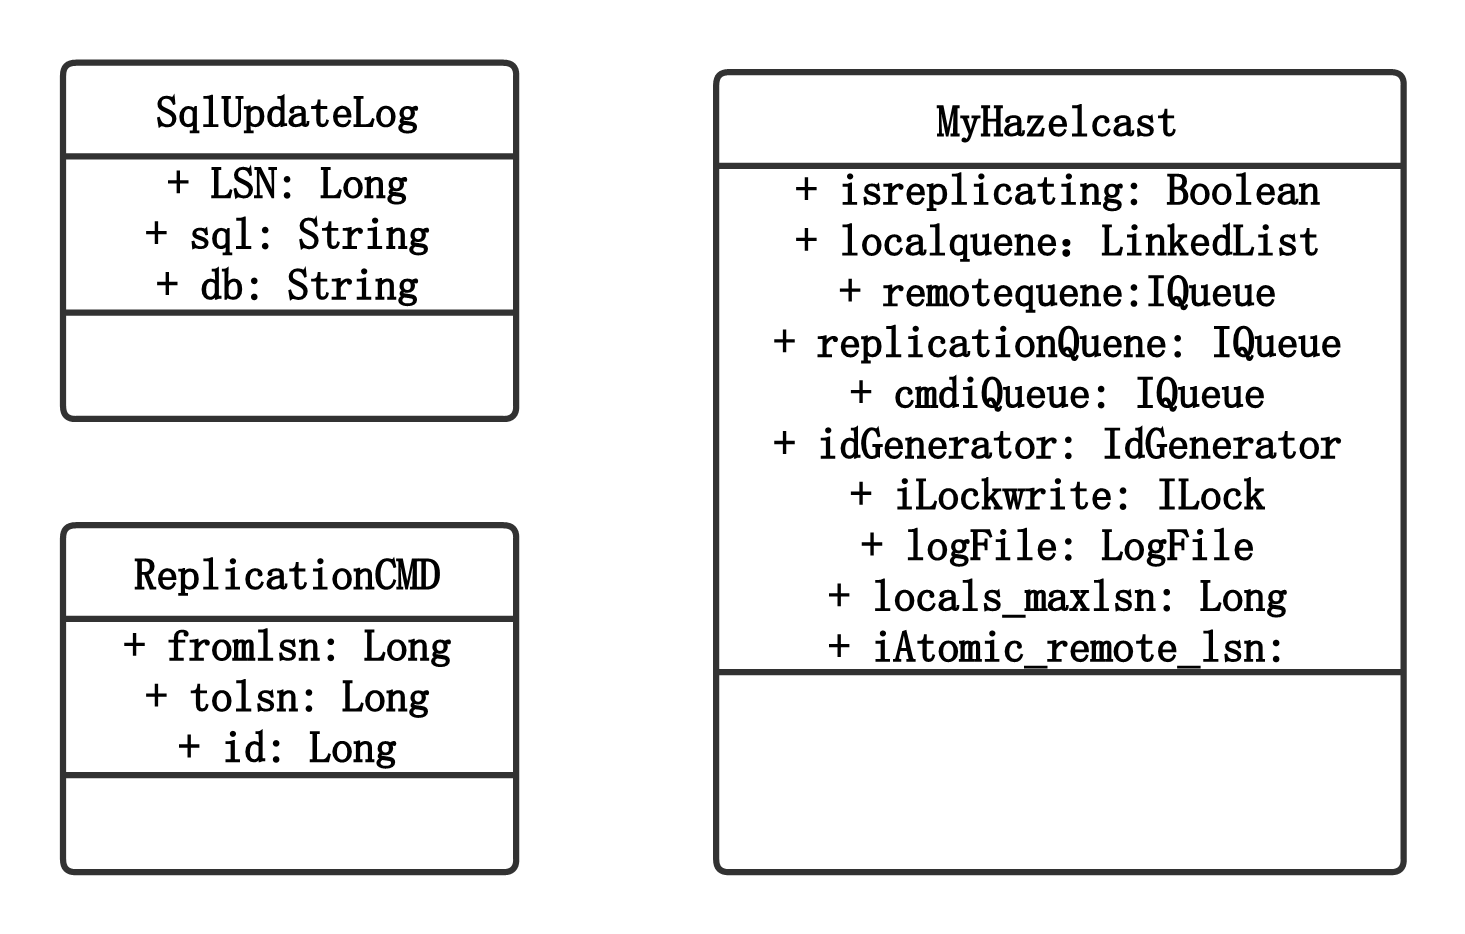 SqlUpdateLog
+ LSN: Long
+ sql: String
+ db: String
ReplicationCMD
+ fromlsn: Long
+ tolsn: Long
+ id: Long
MyHazelcast
+ isreplicating: Boolean
+ localquene：LinkedList
+ remotequene:IQueue
+ replicationQuene: IQueue
+ cmdiQueue: IQueue
+ idGenerator: IdGenerator
+ iLockwrite: ILock
+ logFile: LogFile
+ locals_maxlsn: Long
+ iAtomic_remote_lsn: